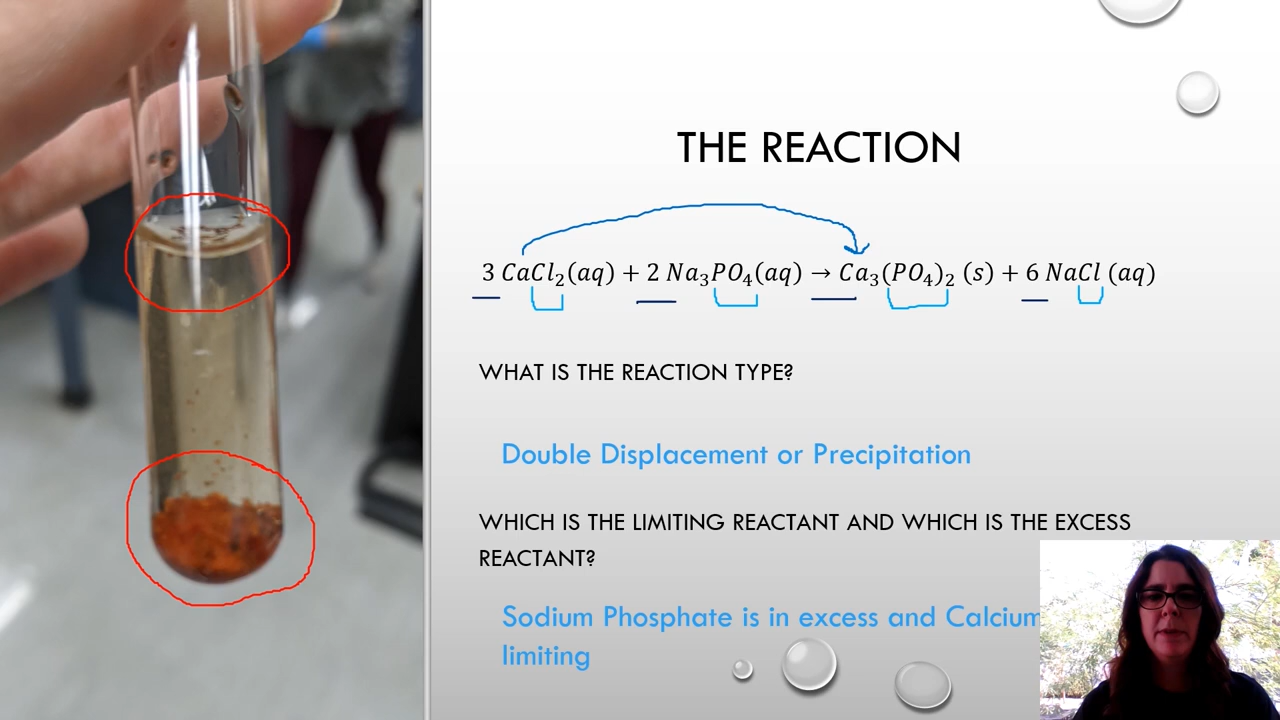 THE REACTION
3 CaCl₂(aq) + 2 Na₃PO₄(aq) → Ca₃(PO₄)₂ (s) + 6 NaCl (aq)
WHAT IS THE REACTION TYPE?
Double Displacement or Precipitation
WHICH IS THE LIMITING REACTANT AND WHICH IS THE EXCESS
REACTANT?
Sodium Phosphate is in excess and Calcium
limiting